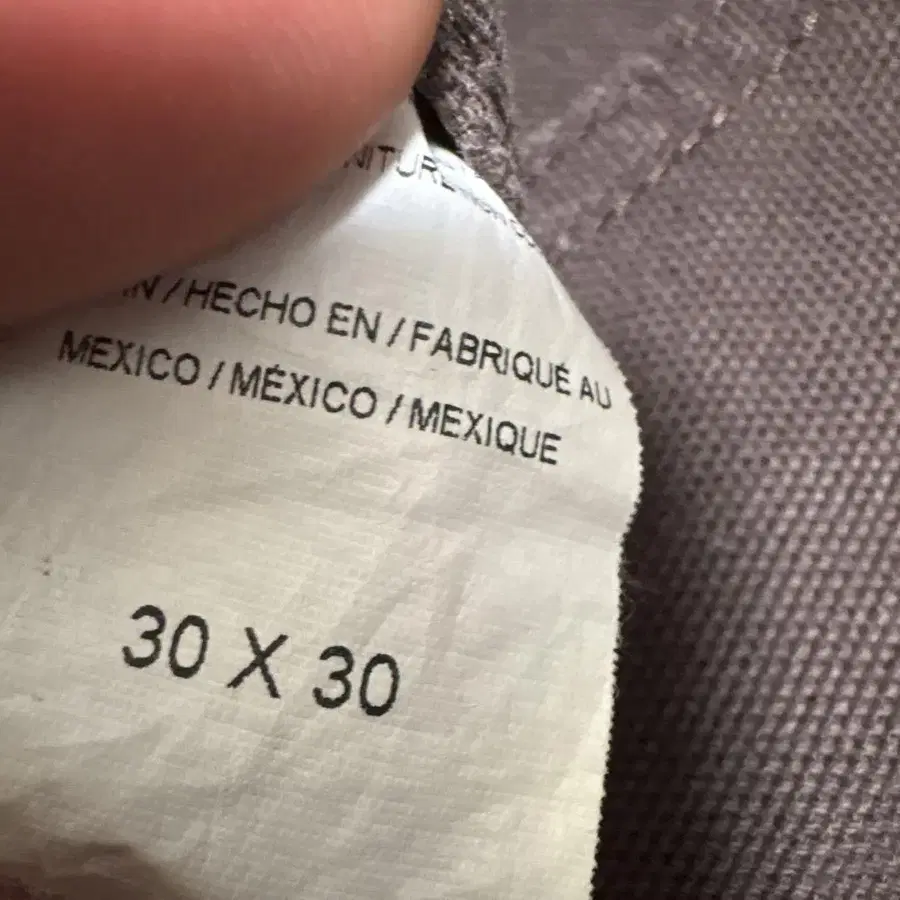 / HECHO EN / FABRIQUÉ AU
MEXICO / MÉXICO / MEXIQUE
30 X 30